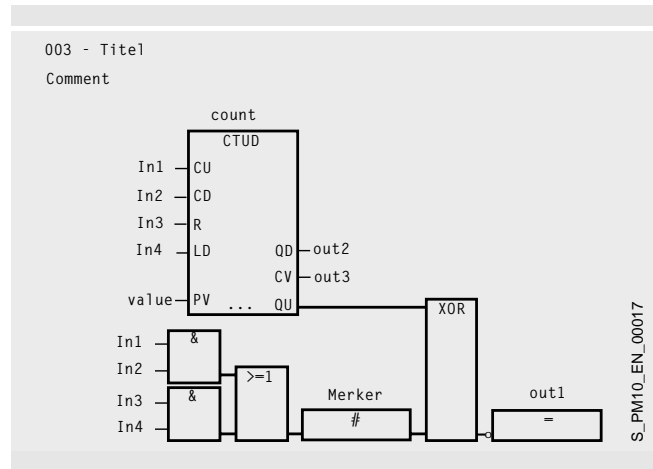 003 - Titel
Comment
count
CTUD
In1 CU
In2 CD
In3 R
In4 LD QD out2
CV out3
value PV ... QU
XOR
In1 &
In2
>=1
In3 &
In4
Merker
#
out1
=
S_PM10_EN_00017